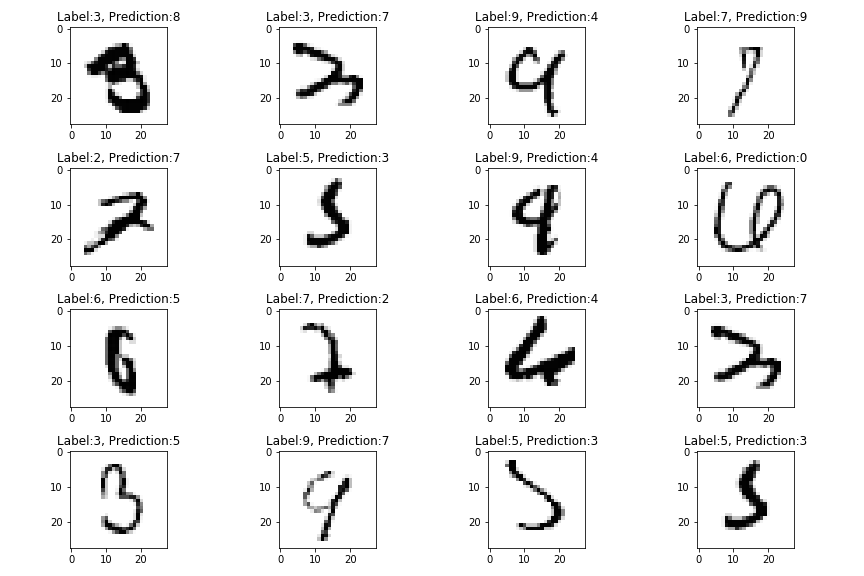 Label:3, Prediction:8 Label:3, Prediction:7 Label:9, Prediction:4 Label:7, Prediction:9
0 0 0 0
10 10 10 10
20 20 20 20
0 10 20 0 10 20 0 10 20 0 10 20
Label:2, Prediction:7 Label:5, Prediction:3 Label:9, Prediction:4 Label:6, Prediction:0
0 0 0 0
10 10 10 10
20 20 20 20
0 10 20 0 10 20 0 10 20 0 10 20
Label:6, Prediction:5 Label:7, Prediction:2 Label:6, Prediction:4 Label:3, Prediction:7
0 0 0 0
10 10 10 10
20 20 20 20
0 10 20 0 10 20 0 10 20 0 10 20
Label:3, Prediction:5 Label:9, Prediction:7 Label:5, Prediction:3 Label:5, Prediction:3
0 0 0 0
10 10 10 10
20 20 20 20
0 10 20 0 10 20 0 10 20 0 10 20